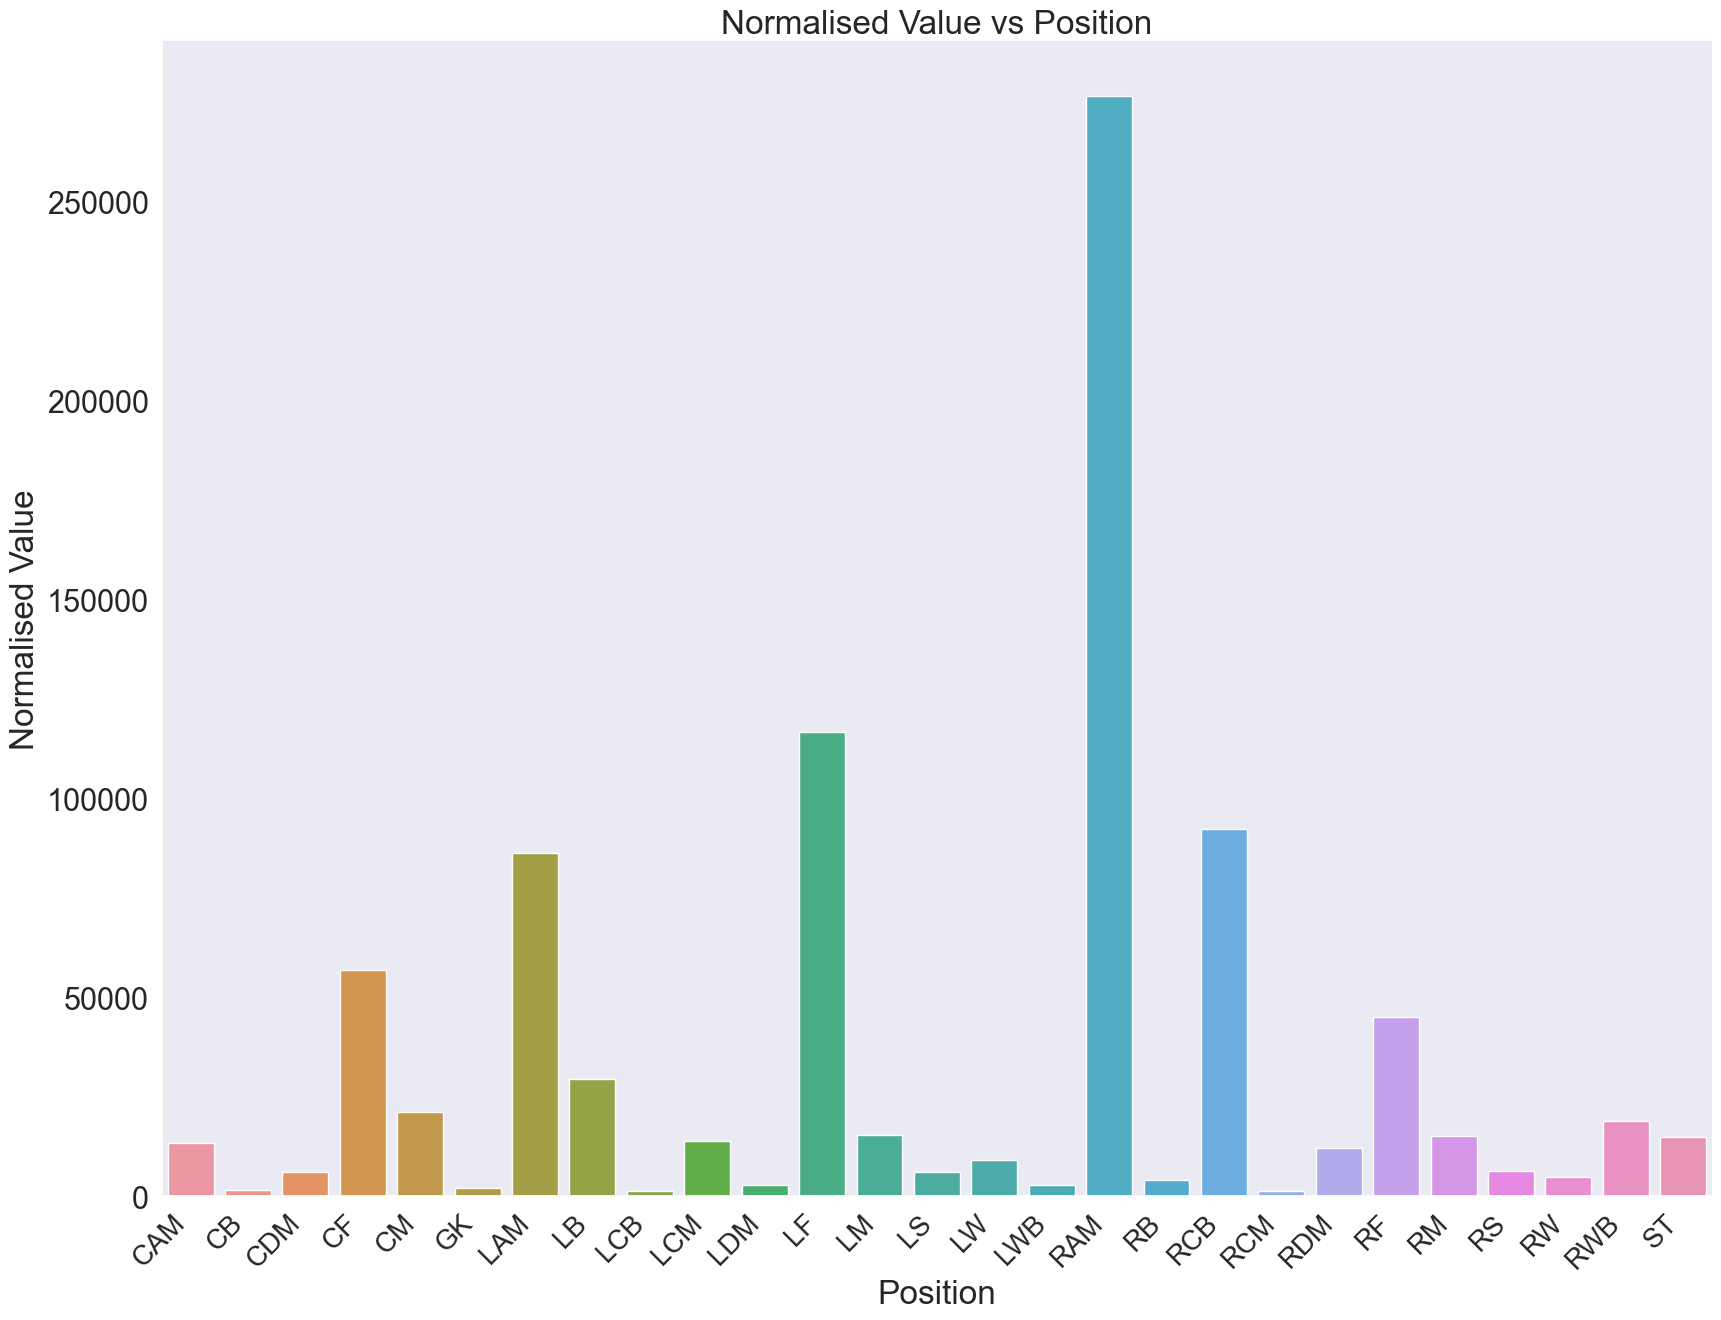 Normalised Value vs Position
Normalised Value
250000
200000
150000
100000
50000
0
CAM
CB
CDM
CF
CM
GK
LAM
LB
LCB
LCM
LDM
LF
LM
LS
LW
LWB
RAM
RB
RCB
RCM
RDM
RF
RM
RS
RW
RWB
ST
Position